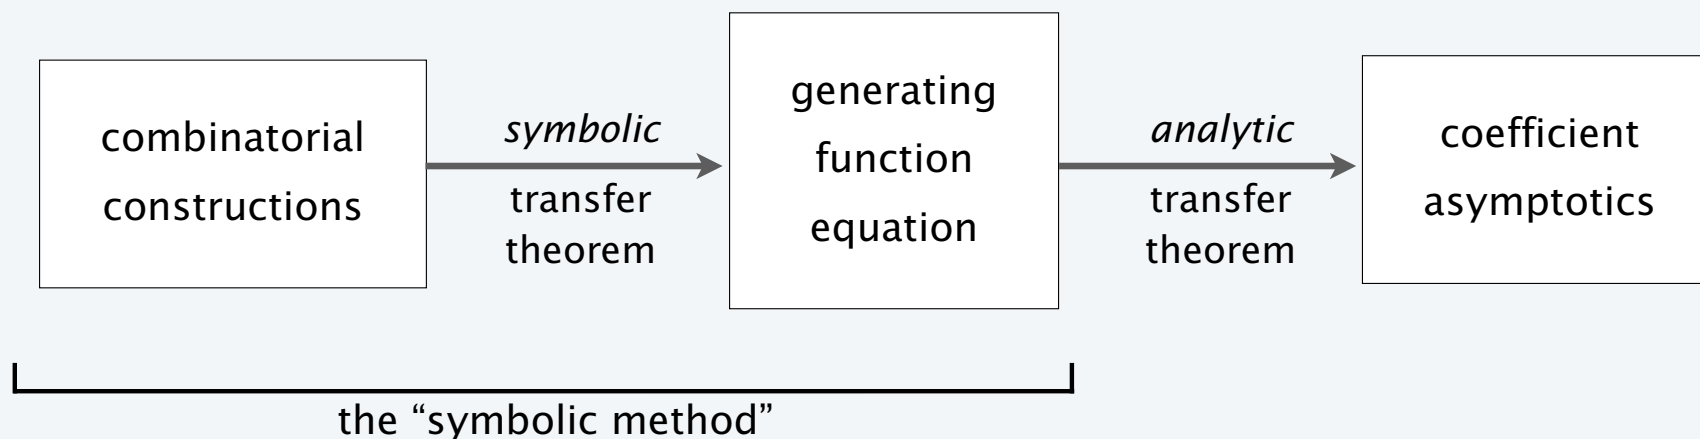 combinatorial
constructions
symbolic
transfer
theorem
generating
function
equation
analytic
transfer
theorem
coefficient
asymptotics
the “symbolic method”